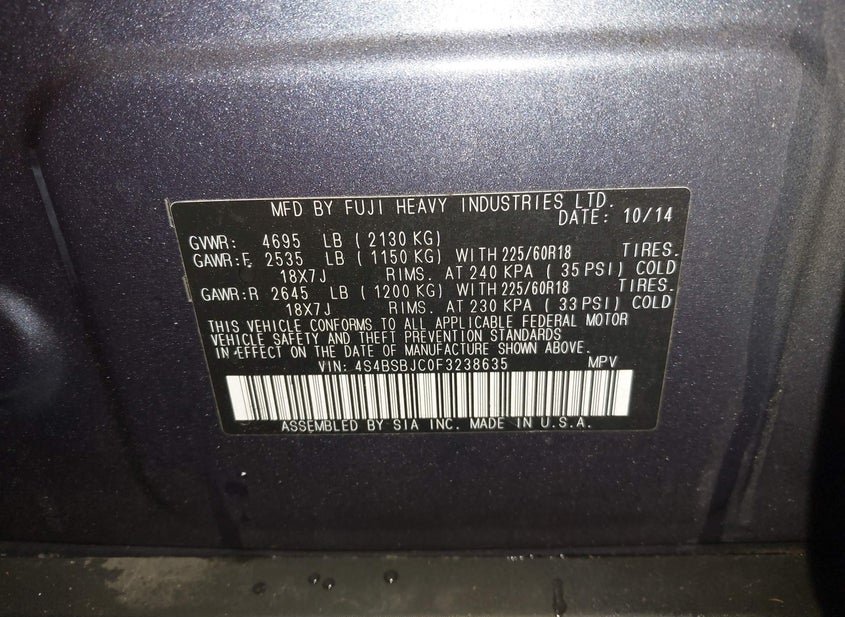 MFD BY FUJI HEAVY INDUSTRIES LTD.
DATE: 10/14
GVWR: 4695 LB ( 2130 KG)
GAWR:F 2535 LB ( 1150 KG) WITH 225/60R18 TIRES.
18X7J RIMS. AT 240 KPA ( 35 PSI) COLD
GAWR:R 2645 LB ( 1200 KG) WITH 225/60R18 TIRES.
18X7J RIMS. AT 230 KPA ( 33 PSI) COLD
THIS VEHICLE CONFORMS TO ALL APPLICABLE FEDERAL MOTOR
VEHICLE SAFETY AND THEFT PREVENTION STANDARDS
IN EFFECT ON THE DATE OF MANUFACTURE SHOWN ABOVE.
VIN: 4S4BSBJC0F3238635 MPV
ASSEMBLED BY SIA INC. MADE IN U.S.A.